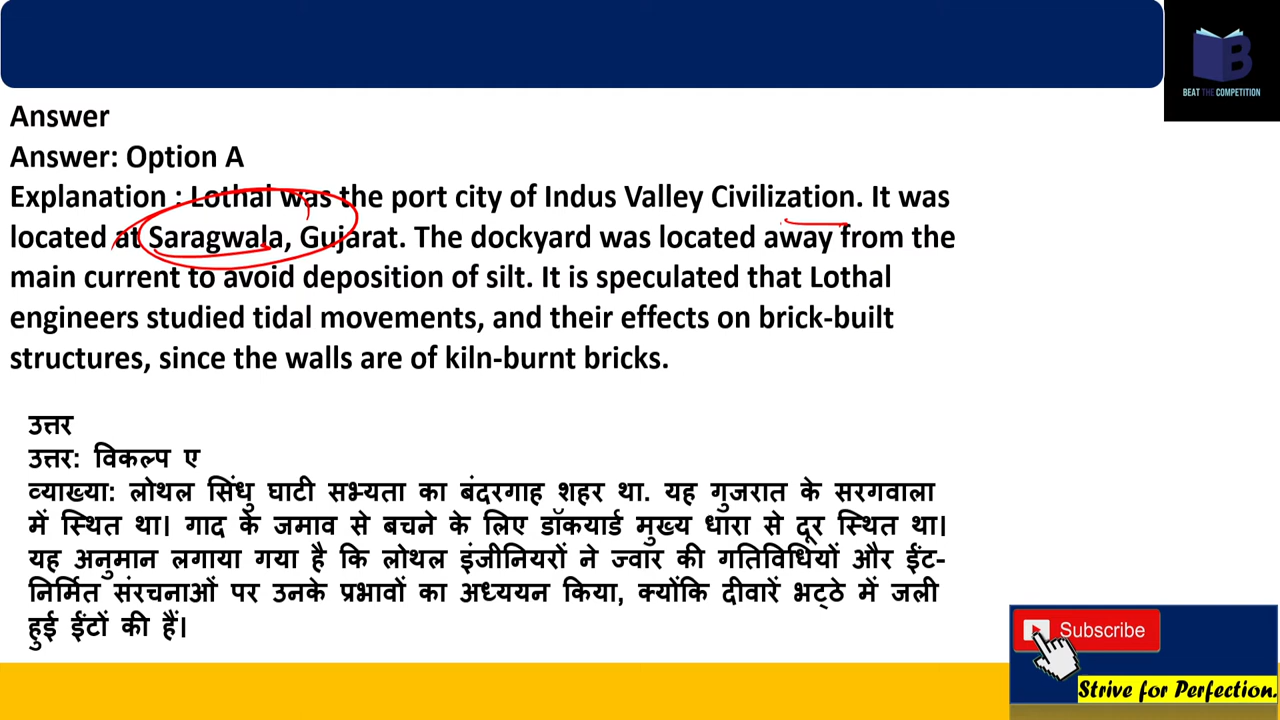 BEAT THE COMPETITION
Answer
Answer: Option A
Explanation : Lothal was the port city of Indus Valley Civilization. It was
located at Saragwala, Gujarat. The dockyard was located away from the
main current to avoid deposition of silt. It is speculated that Lothal
engineers studied tidal movements, and their effects on brick-built
structures, since the walls are of kiln-burnt bricks.
उत्तर
उत्तर: विकल्प ए
व्याख्या: लोथल सिंधु घाटी सभ्यता का बंदरगाह शहर था. यह गुजरात के सरगवाला
में स्थित था। गाद के जमाव से बचने के लिए डॉकयार्ड मुख्य धारा से दूर स्थित था।
यह अनुमान लगाया गया है कि लोथल इंजीनियरों ने ज्वार की गतिविधियों और ईंट-
निर्मित संरचनाओं पर उनके प्रभावों का अध्ययन किया, क्योंकि दीवारें भट्ठे में जली
हुई ईंटों की हैं।
Subscribe
Strive for Perfection.